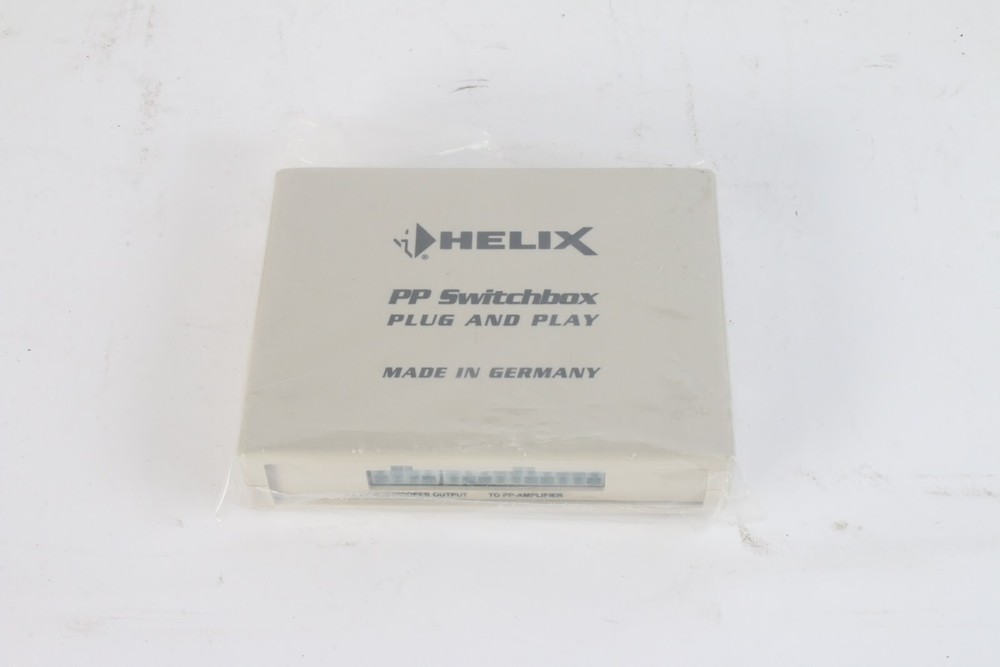 HELIX
®
PP Switchbox
PLUG AND PLAY
MADE IN GERMANY
OUTPUT TO PP-AMPLIFIER